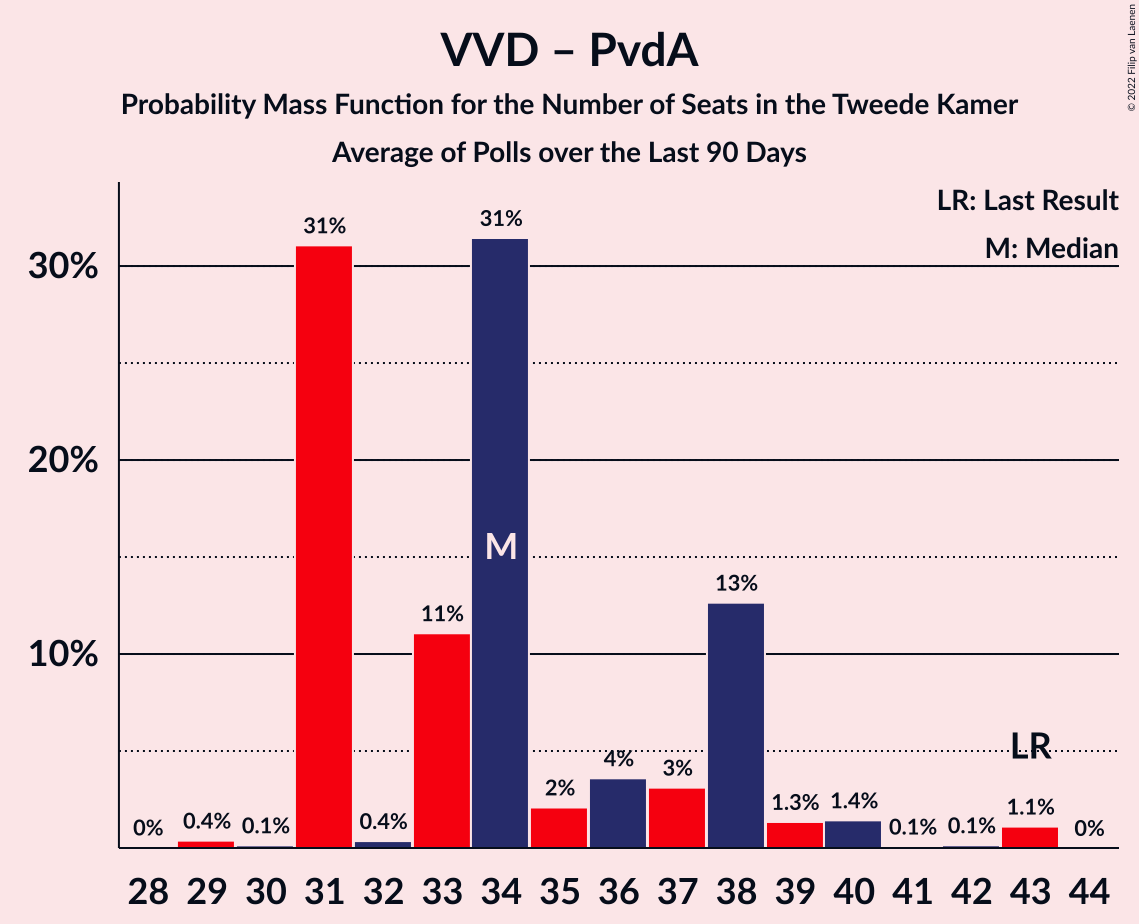 VVD – PvdA
Probability Mass Function for the Number of Seats in the Tweede Kamer
Average of Polls over the Last 90 Days
© 2022 Filip van Laenen
LR: Last Result
M: Median
30%
20%
10%
0%
0.4%
0.1%
31%
0.4%
11%
31%
2%
4%
3%
13%
1.3%
1.4%
0.1%
0.1%
1.1%
0%
M
LR
28 29 30 31 32 33 34 35 36 37 38 39 40 41 42 43 44